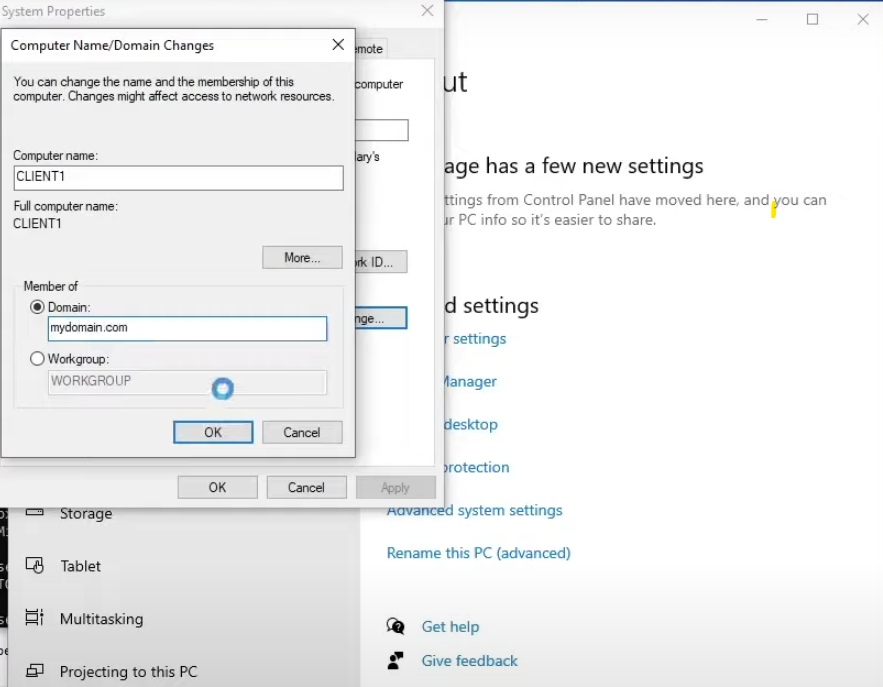 System Properties
Computer Name/Domain Changes
emote
You can change the name and the membership of this
computer. Changes might affect access to network resources.
computer
Computer name:
CLIENT1
ary's
Full computer name:
CLIENT1
More...
rk ID...
Member of
Domain:
mydomain.com
nge...
Workgroup:
WORKGROUP
OK
Cancel
OK
Cancel
Apply
ut
age has a few new settings
ttings from Control Panel have moved here, and you can
ur PC info so it's easier to share.
d settings
r settings
Manager
desktop
protection
Advanced system settings
Rename this PC (advanced)
Get help
Give feedback
Storage
Tablet
Multitasking
Projecting to this PC